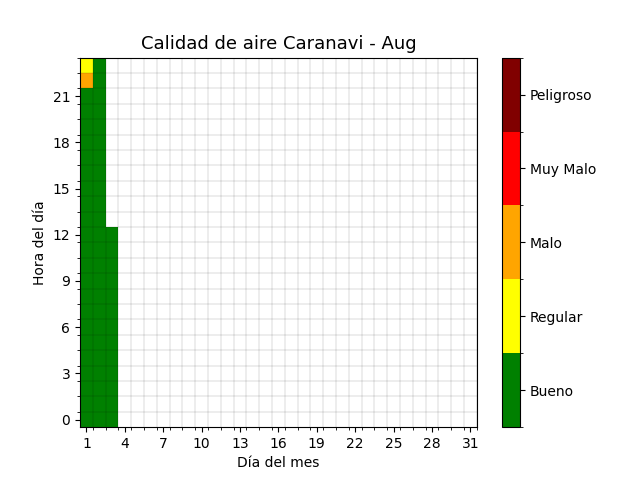 Calidad de aire Caranavi - Aug
Hora del día
21
18
15
12
9
6
3
0
1 4 7 10 13 16 19 22 25 28 31
Día del mes
Peligroso
Muy Malo
Malo
Regular
Bueno